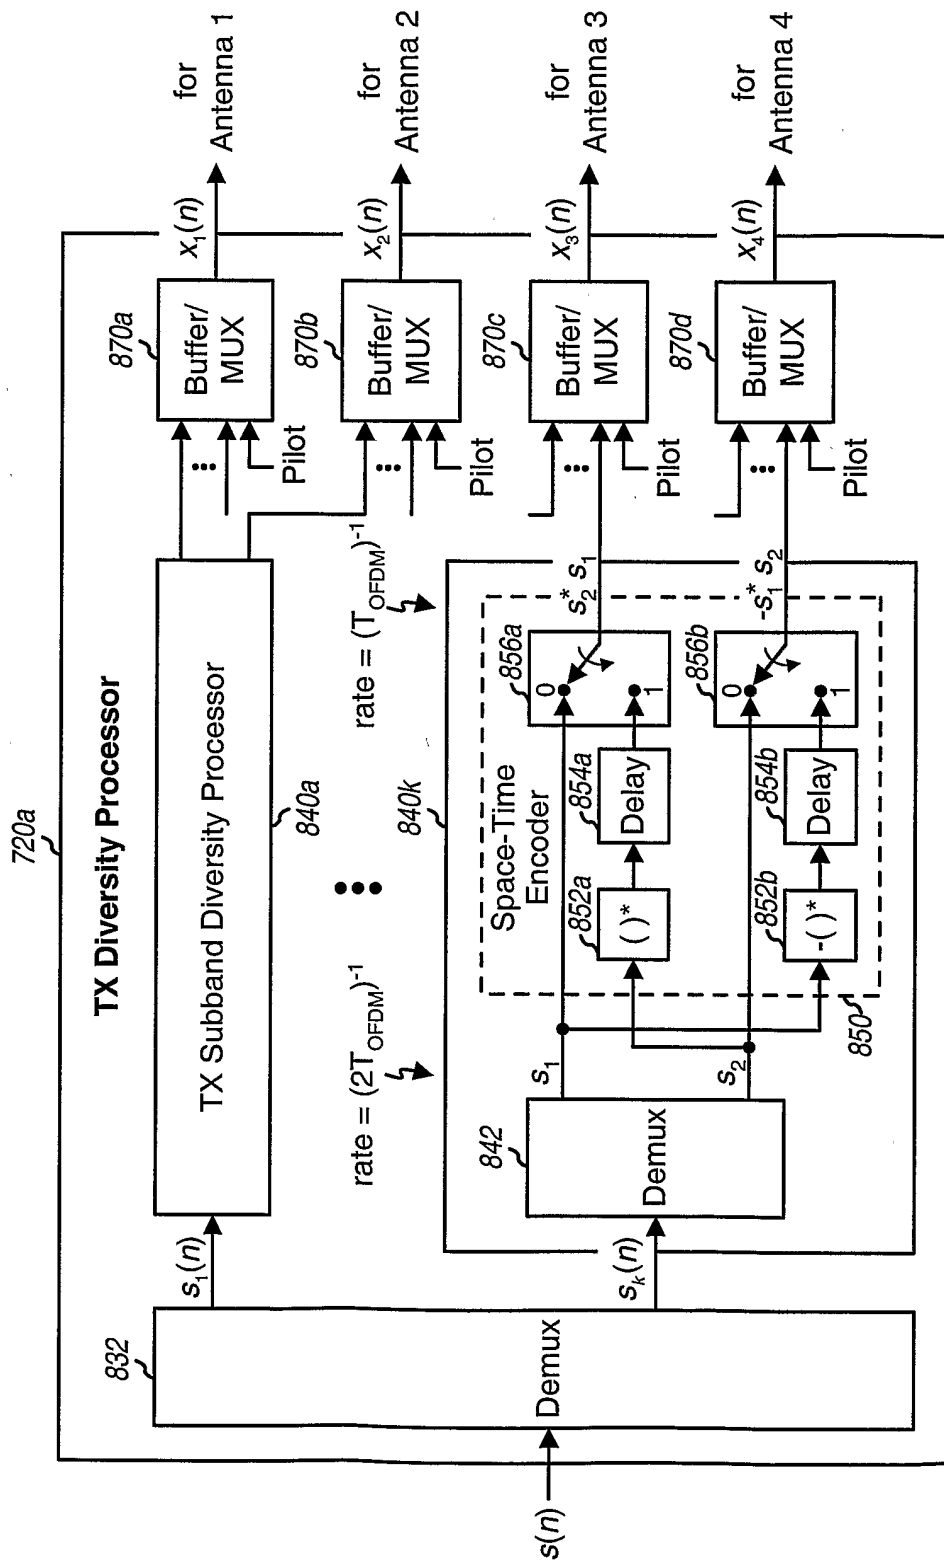 720a
TX Diversity Processor
s(n)
832
Demux
s₁(n)
sₖ(n)
TX Subband Diversity Processor
840a
rate = (2T_OFDM)⁻¹
840k
rate = (T_OFDM)⁻¹
842
Demux
s₁
s₂
Space-Time
Encoder
850
852a
( )*
854a
Delay
856a
0
1
s₂* s₁
852b
-( )*
854b
Delay
856b
0
1
-s₁* s₂
870a
Buffer/
MUX
Pilot
x₁(n)
for
Antenna 1
870b
Buffer/
MUX
Pilot
x₂(n)
for
Antenna 2
870c
Buffer/
MUX
Pilot
x₃(n)
for
Antenna 3
870d
Buffer/
MUX
Pilot
x₄(n)
for
Antenna 4